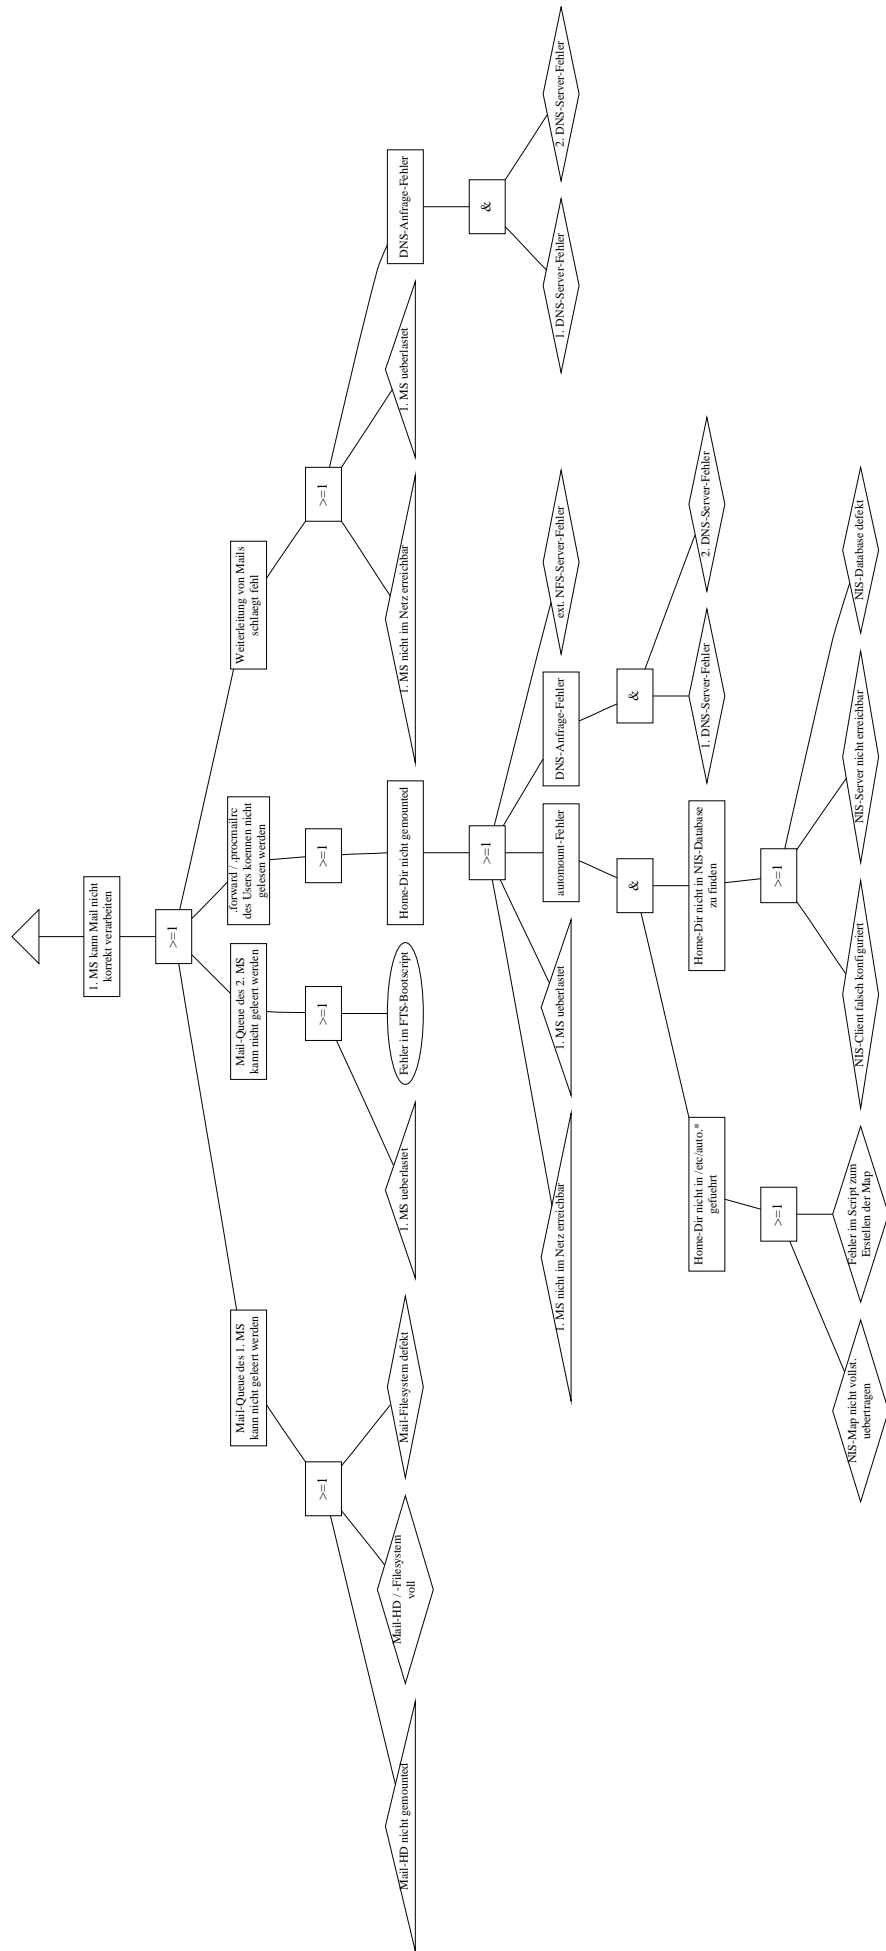 1. MS kann Mail nicht
korrekt verarbeiten
>=1
Mail-Queue des 1. MS
kann nicht geleert werden
Mail-Queue des 2. MS
kann nicht geleert werden
.forward / .procmailrc
des Users koennen nicht
gelesen werden
Weiterleitung von Mails
schlaegt fehl
>=1
>=1
>=1
>=1
Mail-HD nicht gemounted
Mail-HD / -Filesystem
voll
Mail-Filesystem defekt
1. MS ueberlastet
Fehler im FTS-Bootscript
Home-Dir nicht gemounted
1. MS nicht im Netz erreichbar
1. MS ueberlastet
DNS-Anfrage-Fehler
>=1
&
1. MS nicht im Netz erreichbar
1. MS ueberlastet
automount-Fehler
DNS-Anfrage-Fehler
ext. NFS-Server-Fehler
1. DNS-Server-Fehler
2. DNS-Server-Fehler
&
&
Home-Dir nicht in /etc/auto.*
gefuehrt
Home-Dir nicht in NIS-Database
zu finden
1. DNS-Server-Fehler
2. DNS-Server-Fehler
>=1
>=1
NIS-Map nicht vollst.
uebertragen
Fehler im Script zum
Erstellen der Map
NIS-Client falsch konfiguriert
NIS-Server nicht erreichbar
NIS-Database defekt